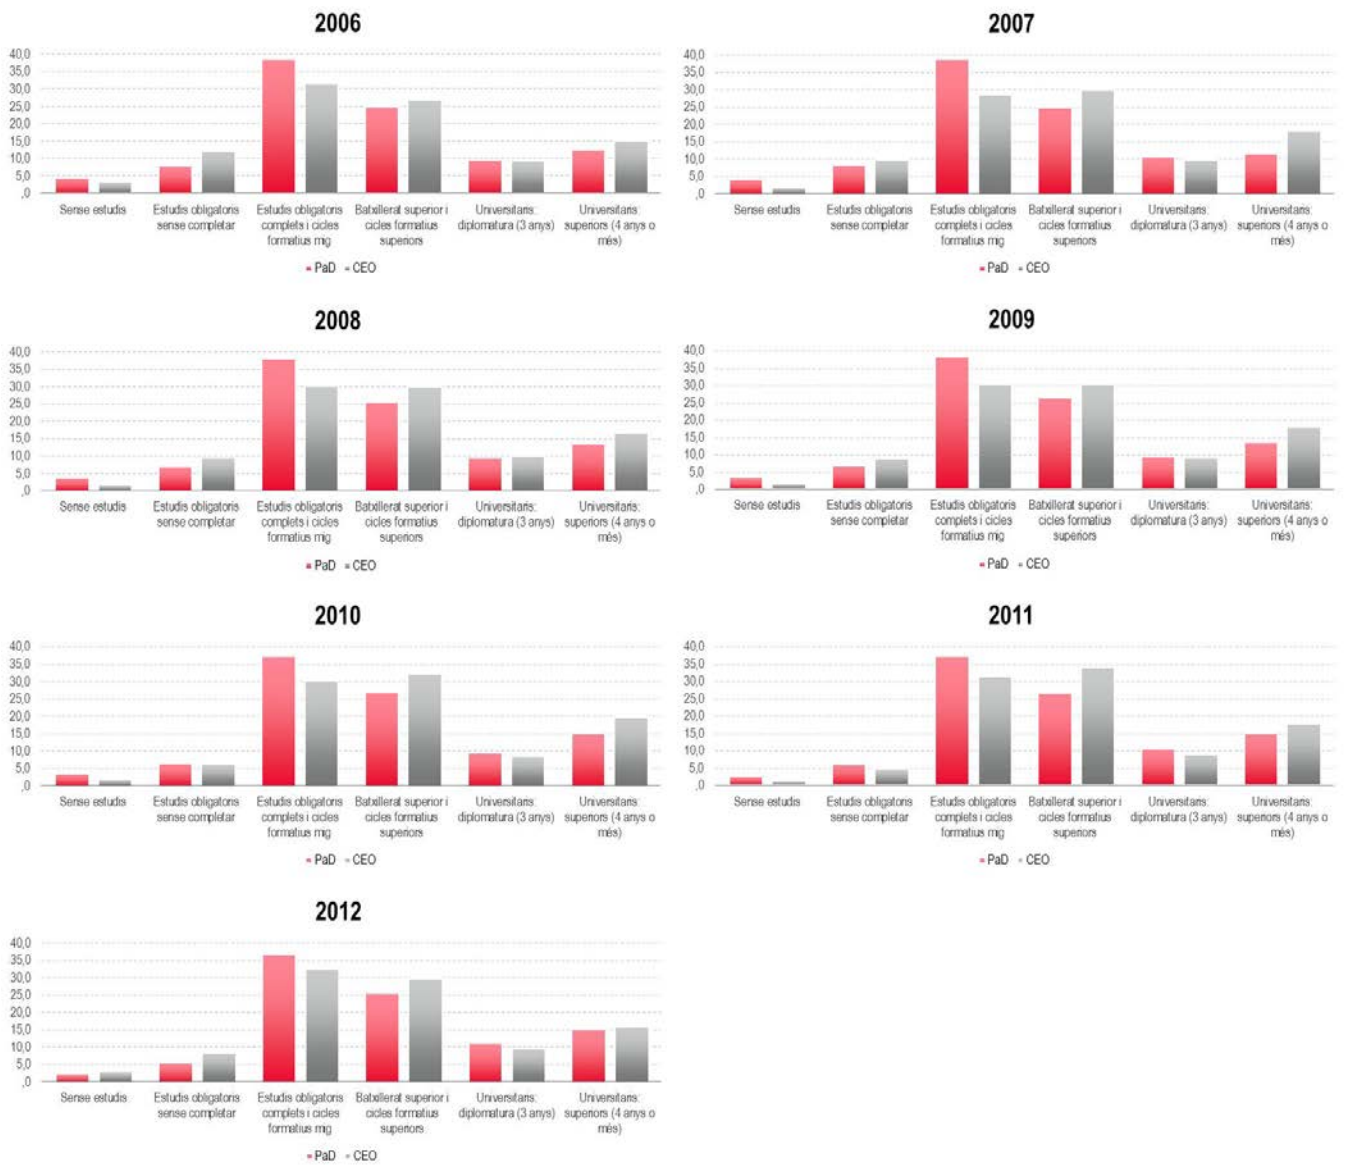 2006
40,0
35,0
30,0
25,0
20,0
15,0
10,0
5,0
,0
Sense estudis
Estudis obligatoris sense completar
Estudis obligatoris complets i cicles formatius mig
Batxillerat superior i cicles formatius superiors
Universitaris: diplomatura (3 anys)
Universitaris: superiors (4 anys o més)
PaD CEO
2007
40,0
35,0
30,0
25,0
20,0
15,0
10,0
5,0
,0
Sense estudis
Estudis obligatoris sense completar
Estudis obligatoris complets i cicles formatius mig
Batxillerat superior i cicles formatius superiors
Universitaris: diplomatura (3 anys)
Universitaris: superiors (4 anys o més)
PaD CEO
2008
40,0
35,0
30,0
25,0
20,0
15,0
10,0
5,0
,0
Sense estudis
Estudis obligatoris sense completar
Estudis obligatoris complets i cicles formatius mig
Batxillerat superior i cicles formatius superiors
Universitaris: diplomatura (3 anys)
Universitaris: superiors (4 anys o més)
PaD CEO
2009
40,0
35,0
30,0
25,0
20,0
15,0
10,0
5,0
,0
Sense estudis
Estudis obligatoris sense completar
Estudis obligatoris complets i cicles formatius mig
Batxillerat superior i cicles formatius superiors
Universitaris: diplomatura (3 anys)
Universitaris: superiors (4 anys o més)
PaD CEO
2010
40,0
35,0
30,0
25,0
20,0
15,0
10,0
5,0
,0
Sense estudis
Estudis obligatoris sense completar
Estudis obligatoris complets i cicles formatius mig
Batxillerat superior i cicles formatius superiors
Universitaris: diplomatura (3 anys)
Universitaris: superiors (4 anys o més)
PaD CEO
2011
40,0
35,0
30,0
25,0
20,0
15,0
10,0
5,0
,0
Sense estudis
Estudis obligatoris sense completar
Estudis obligatoris complets i cicles formatius mig
Batxillerat superior i cicles formatius superiors
Universitaris: diplomatura (3 anys)
Universitaris: superiors (4 anys o més)
PaD CEO
2012
40,0
35,0
30,0
25,0
20,0
15,0
10,0
5,0
,0
Sense estudis
Estudis obligatoris sense completar
Estudis obligatoris complets i cicles formatius mig
Batxillerat superior i cicles formatius superiors
Universitaris: diplomatura (3 anys)
Universitaris: superiors (4 anys o més)
PaD CEO